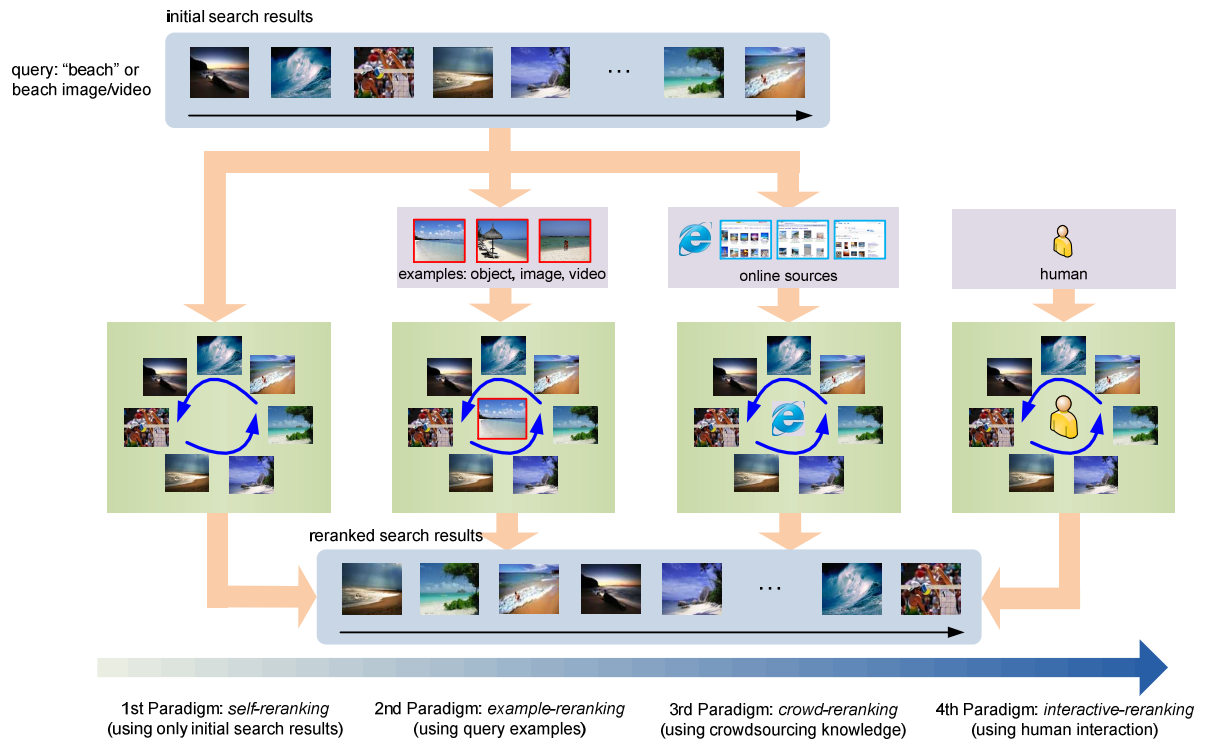 initial search results
query: “beach” or
beach image/video
...
examples: object, image, video
online sources
human
reranked search results
...
1st Paradigm: self-reranking
(using only initial search results)
2nd Paradigm: example-reranking
(using query examples)
3rd Paradigm: crowd-reranking
(using crowdsourcing knowledge)
4th Paradigm: interactive-reranking
(using human interaction)